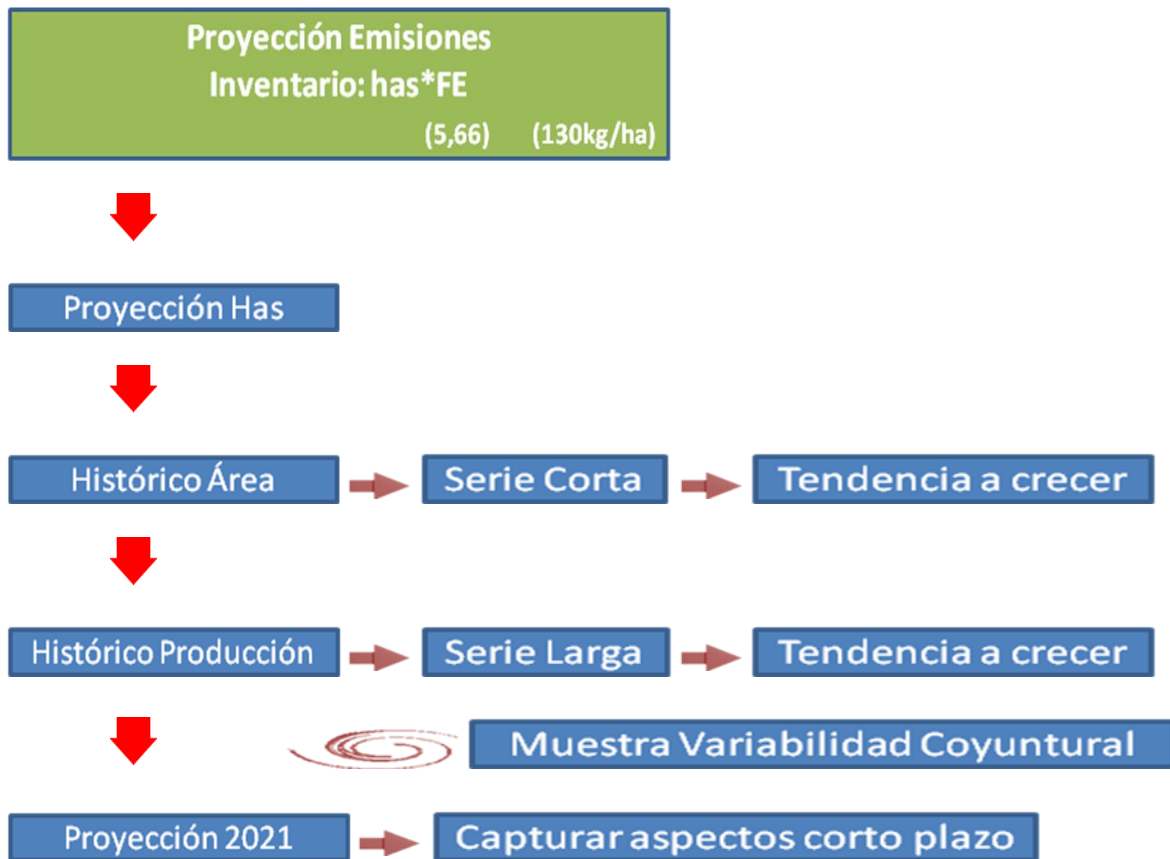 Proyección Emisiones
Inventario: has*FE
(5,66) (130kg/ha)
Proyección Has
Histórico Área
Serie Corta
Tendencia a crecer
Histórico Producción
Serie Larga
Tendencia a crecer
Muestra Variabilidad Coyuntural
Proyección 2021
Capturar aspectos corto plazo